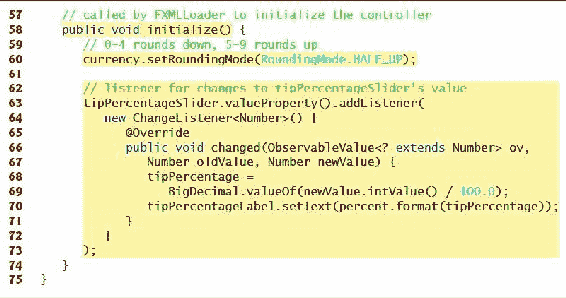 57 // called by FXMLLoader to initialize the controller
58 public void initialize() {
59 // 0-4 rounds down, 5-9 rounds up
60 currency.setRoundingMode(RoundingMode.HALF_UP);
61
62 // listener for changes to tipPercentageSlider's value
63 tipPercentageSlider.valueProperty().addListener(
64 new ChangeListener<Number>() {
65 @Override
66 public void changed(ObservableValue<? extends Number> ov,
67 Number oldValue, Number newValue) {
68 tipPercentage =
69 BigDecimal.valueOf(newValue.intValue() / 100.0);
70 tipPercentageLabel.setText(percent.format(tipPercentage));
71 }
72 }
73 );
74 }
75 }